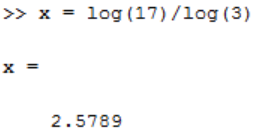 >> x = log(17)/log(3)
x =
2.5789